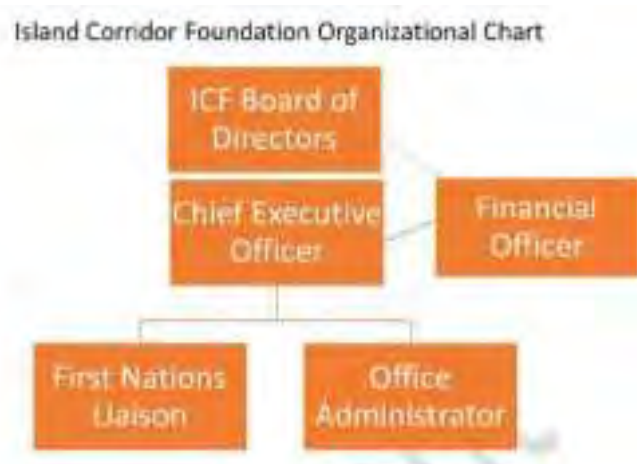 Island Corridor Foundation Organizational Chart
ICF Board of
Directors
Chief Executive
Officer
Financial
Officer
First Nations
Liaison
Office
Administrator